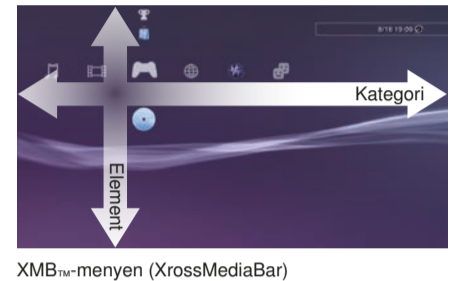 8/18 19:09
Kategori
Element
XMB™-menyen (XrossMediaBar)